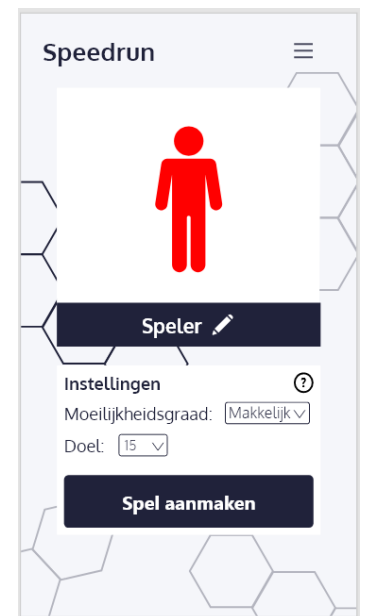 Speedrun
Speler
Instellingen ?
Moeilijkheidsgraad: Makkelijk
Doel: 15
Spel aanmaken